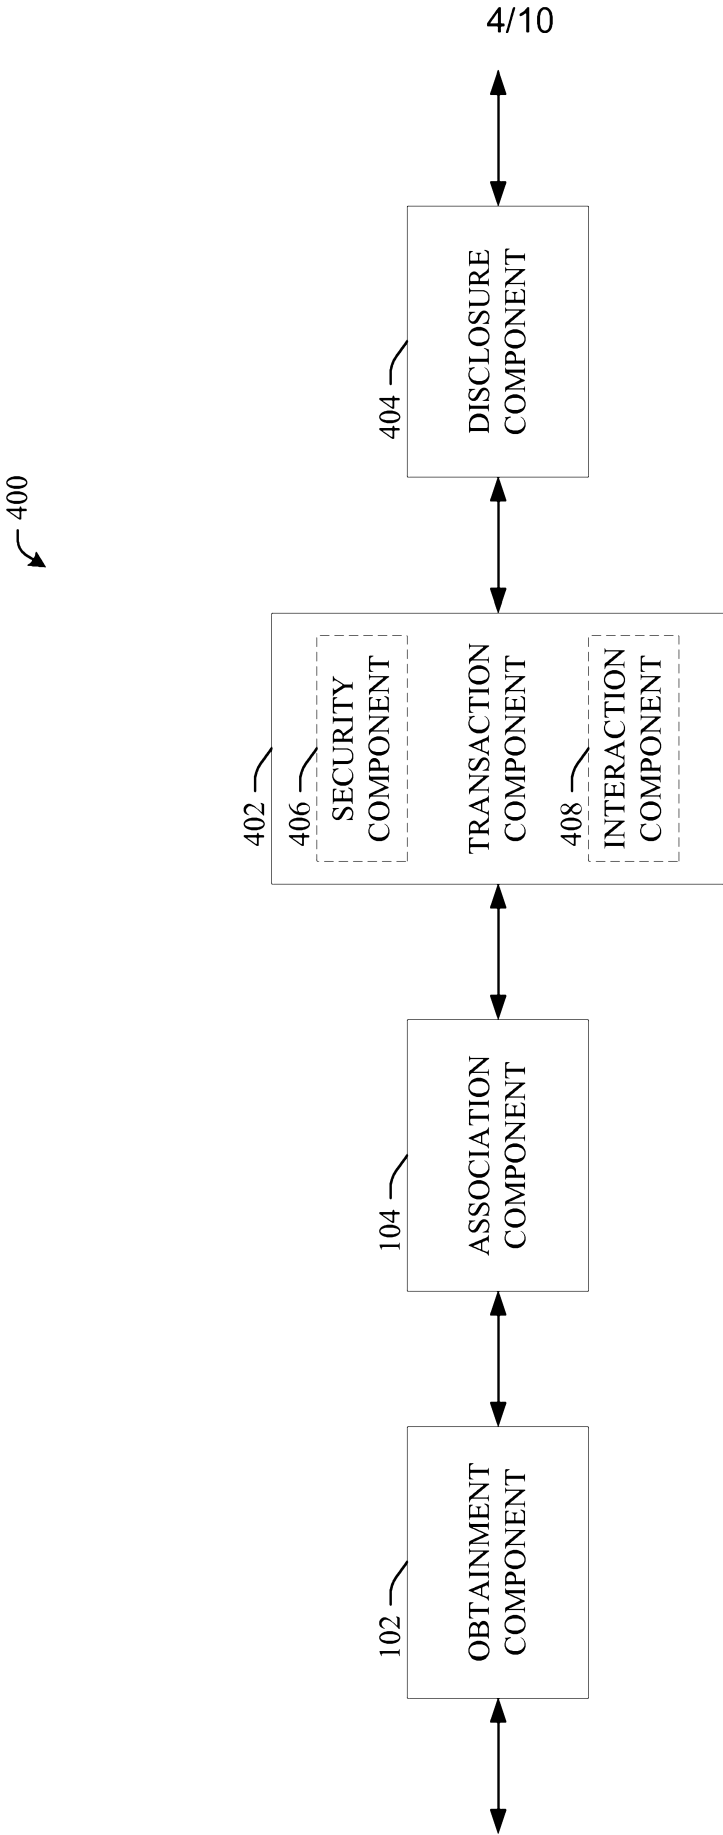 4/10
400
102
OBTAINMENT
COMPONENT
104
ASSOCIATION
COMPONENT
402
406
SECURITY
COMPONENT
TRANSACTION
COMPONENT
408
INTERACTION
COMPONENT
404
DISCLOSURE
COMPONENT